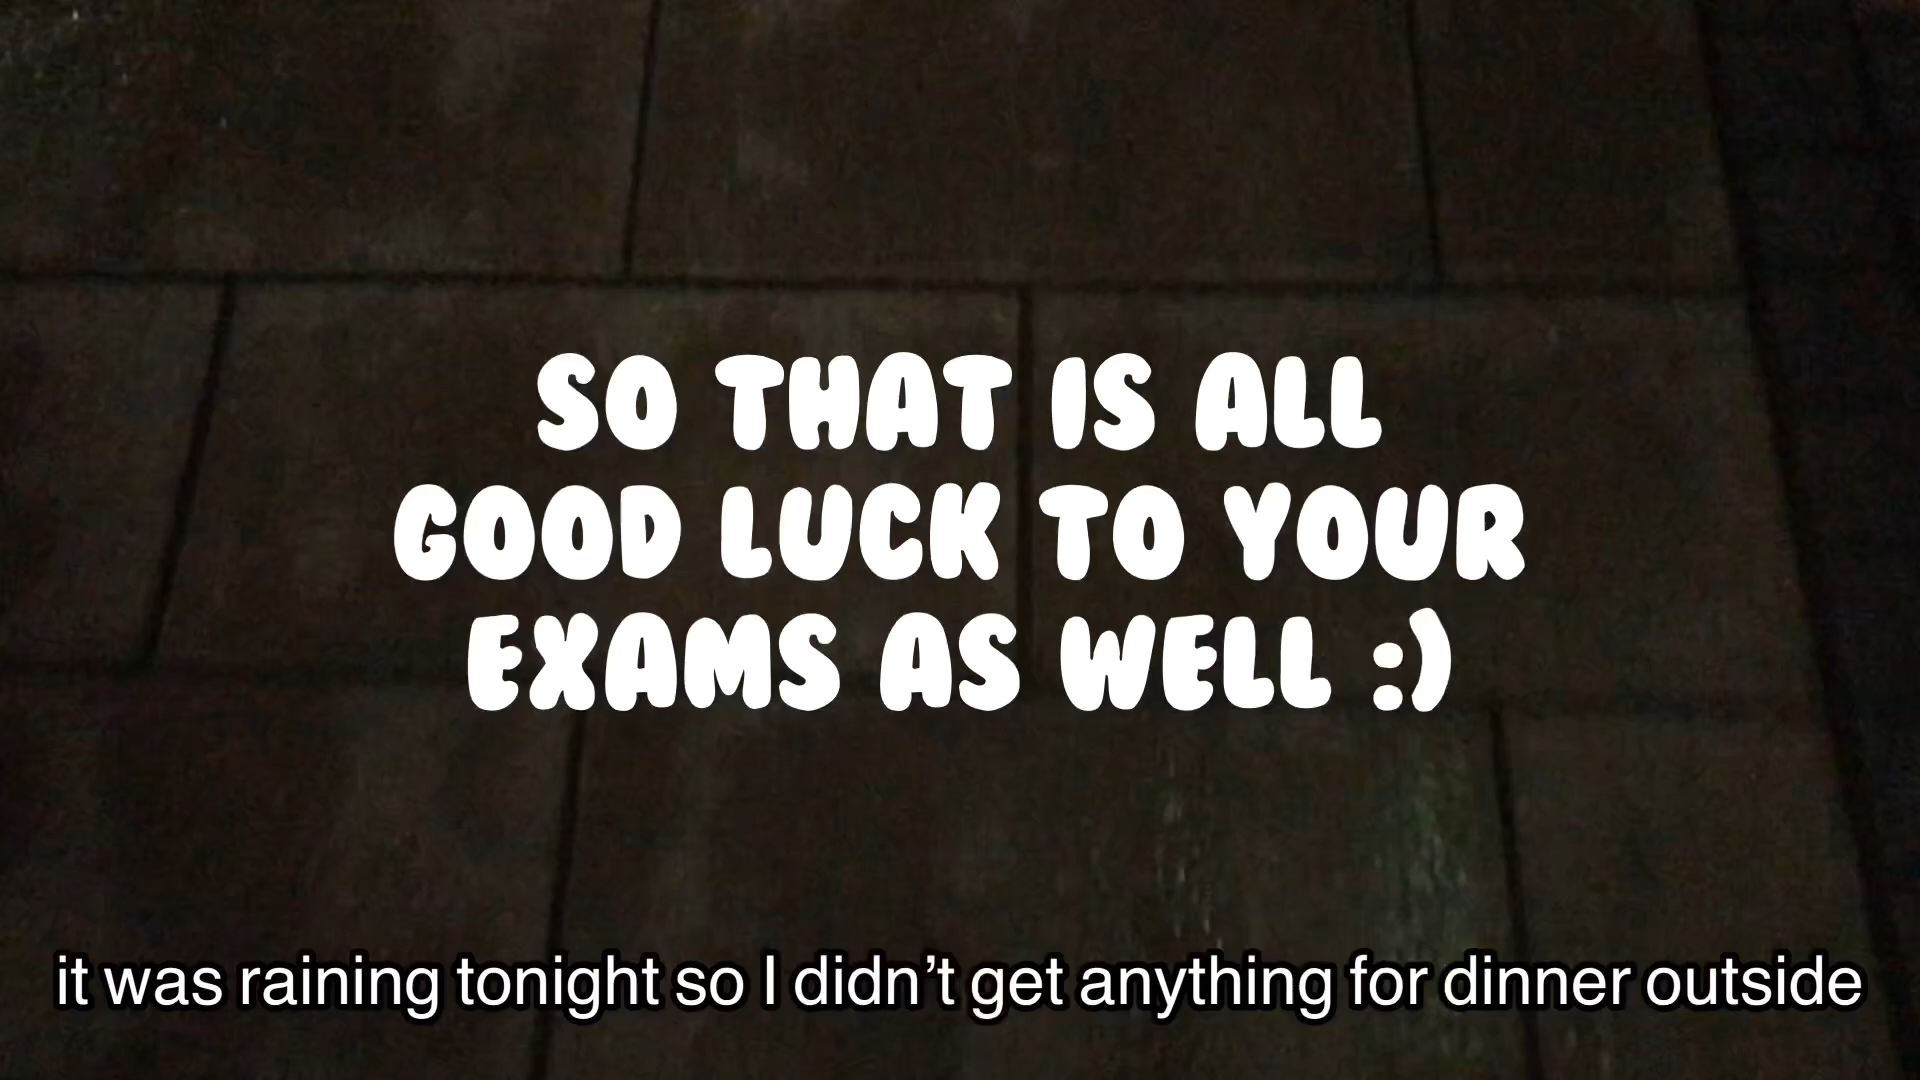 SO THAT IS ALL
GOOD LUCK TO YOUR
EXAMS AS WELL :)
it was raining tonight so I didn’t get anything for dinner outside